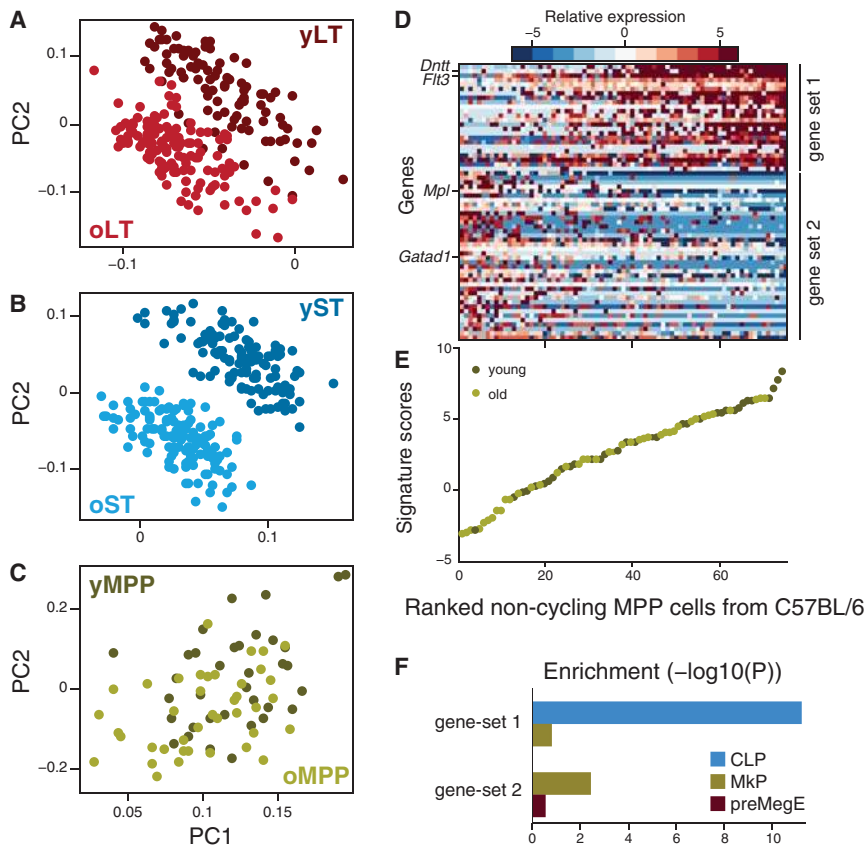 A
yLT
0.1
0
−0.1
PC2
oLT
−0.1
0
B
yST
0.1
0
−0.1
PC2
oST
0
0.1
C
yMPP
0.2
0
−0.2
PC2
oMPP
0.05
0.1
0.15
PC1
D
Relative expression
−5
0
5
Dntt
Flt3
Mpl
Gatad1
Genes
gene set 1
gene set 2
E
10
5
0
−5
Signature scores
young
old
0
20
40
60
Ranked non-cycling MPP cells from C57BL/6
F
Enrichment (−log10(P))
gene-set 1
gene-set 2
CLP
MkP
preMegE
0
2
4
6
8
10